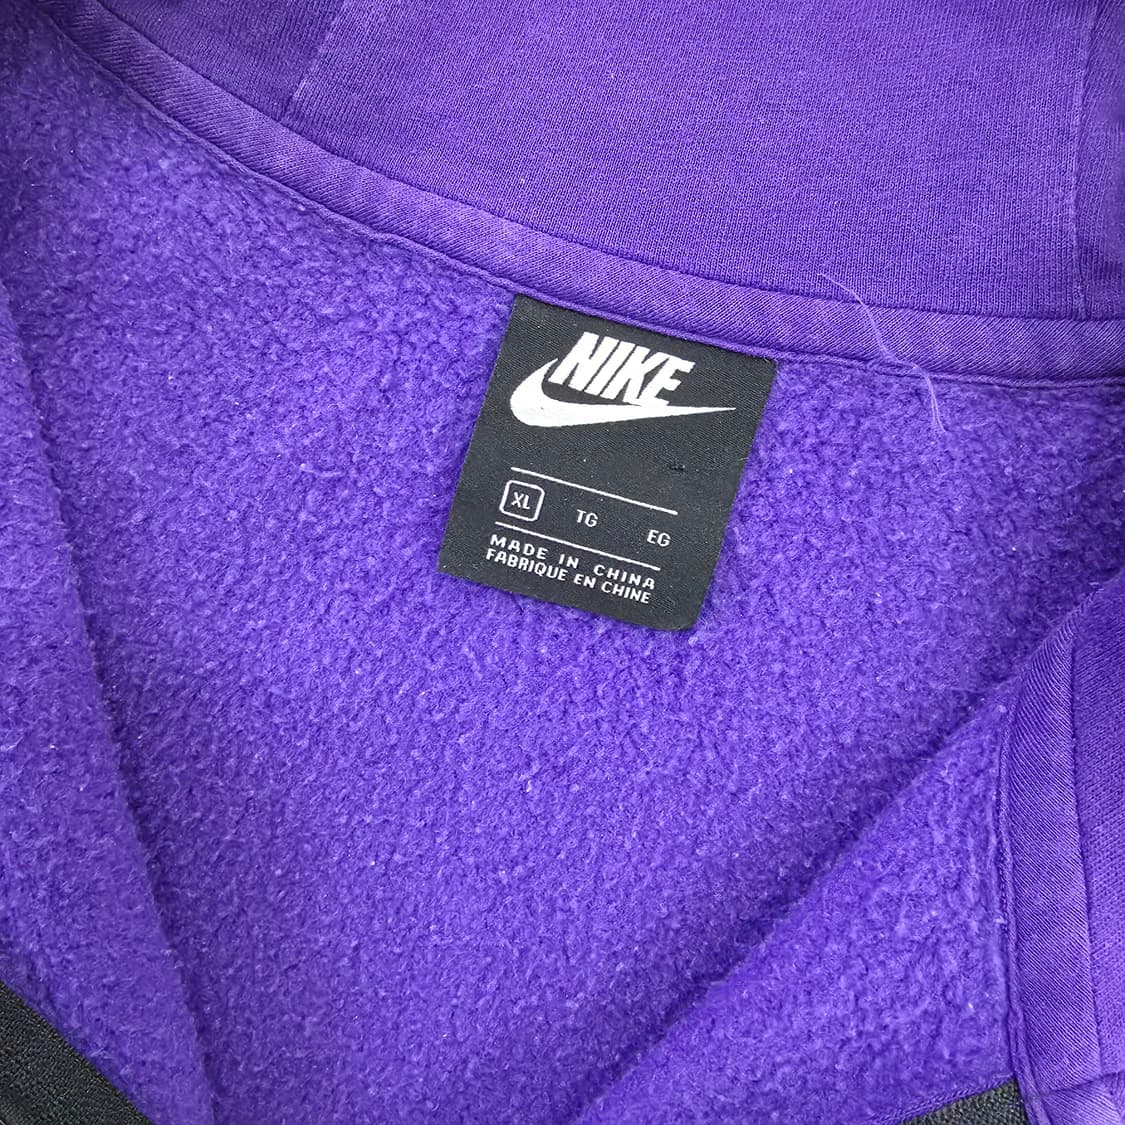 NIKE
XL TG EG
MADE IN CHINA
FABRIQUE EN CHINE